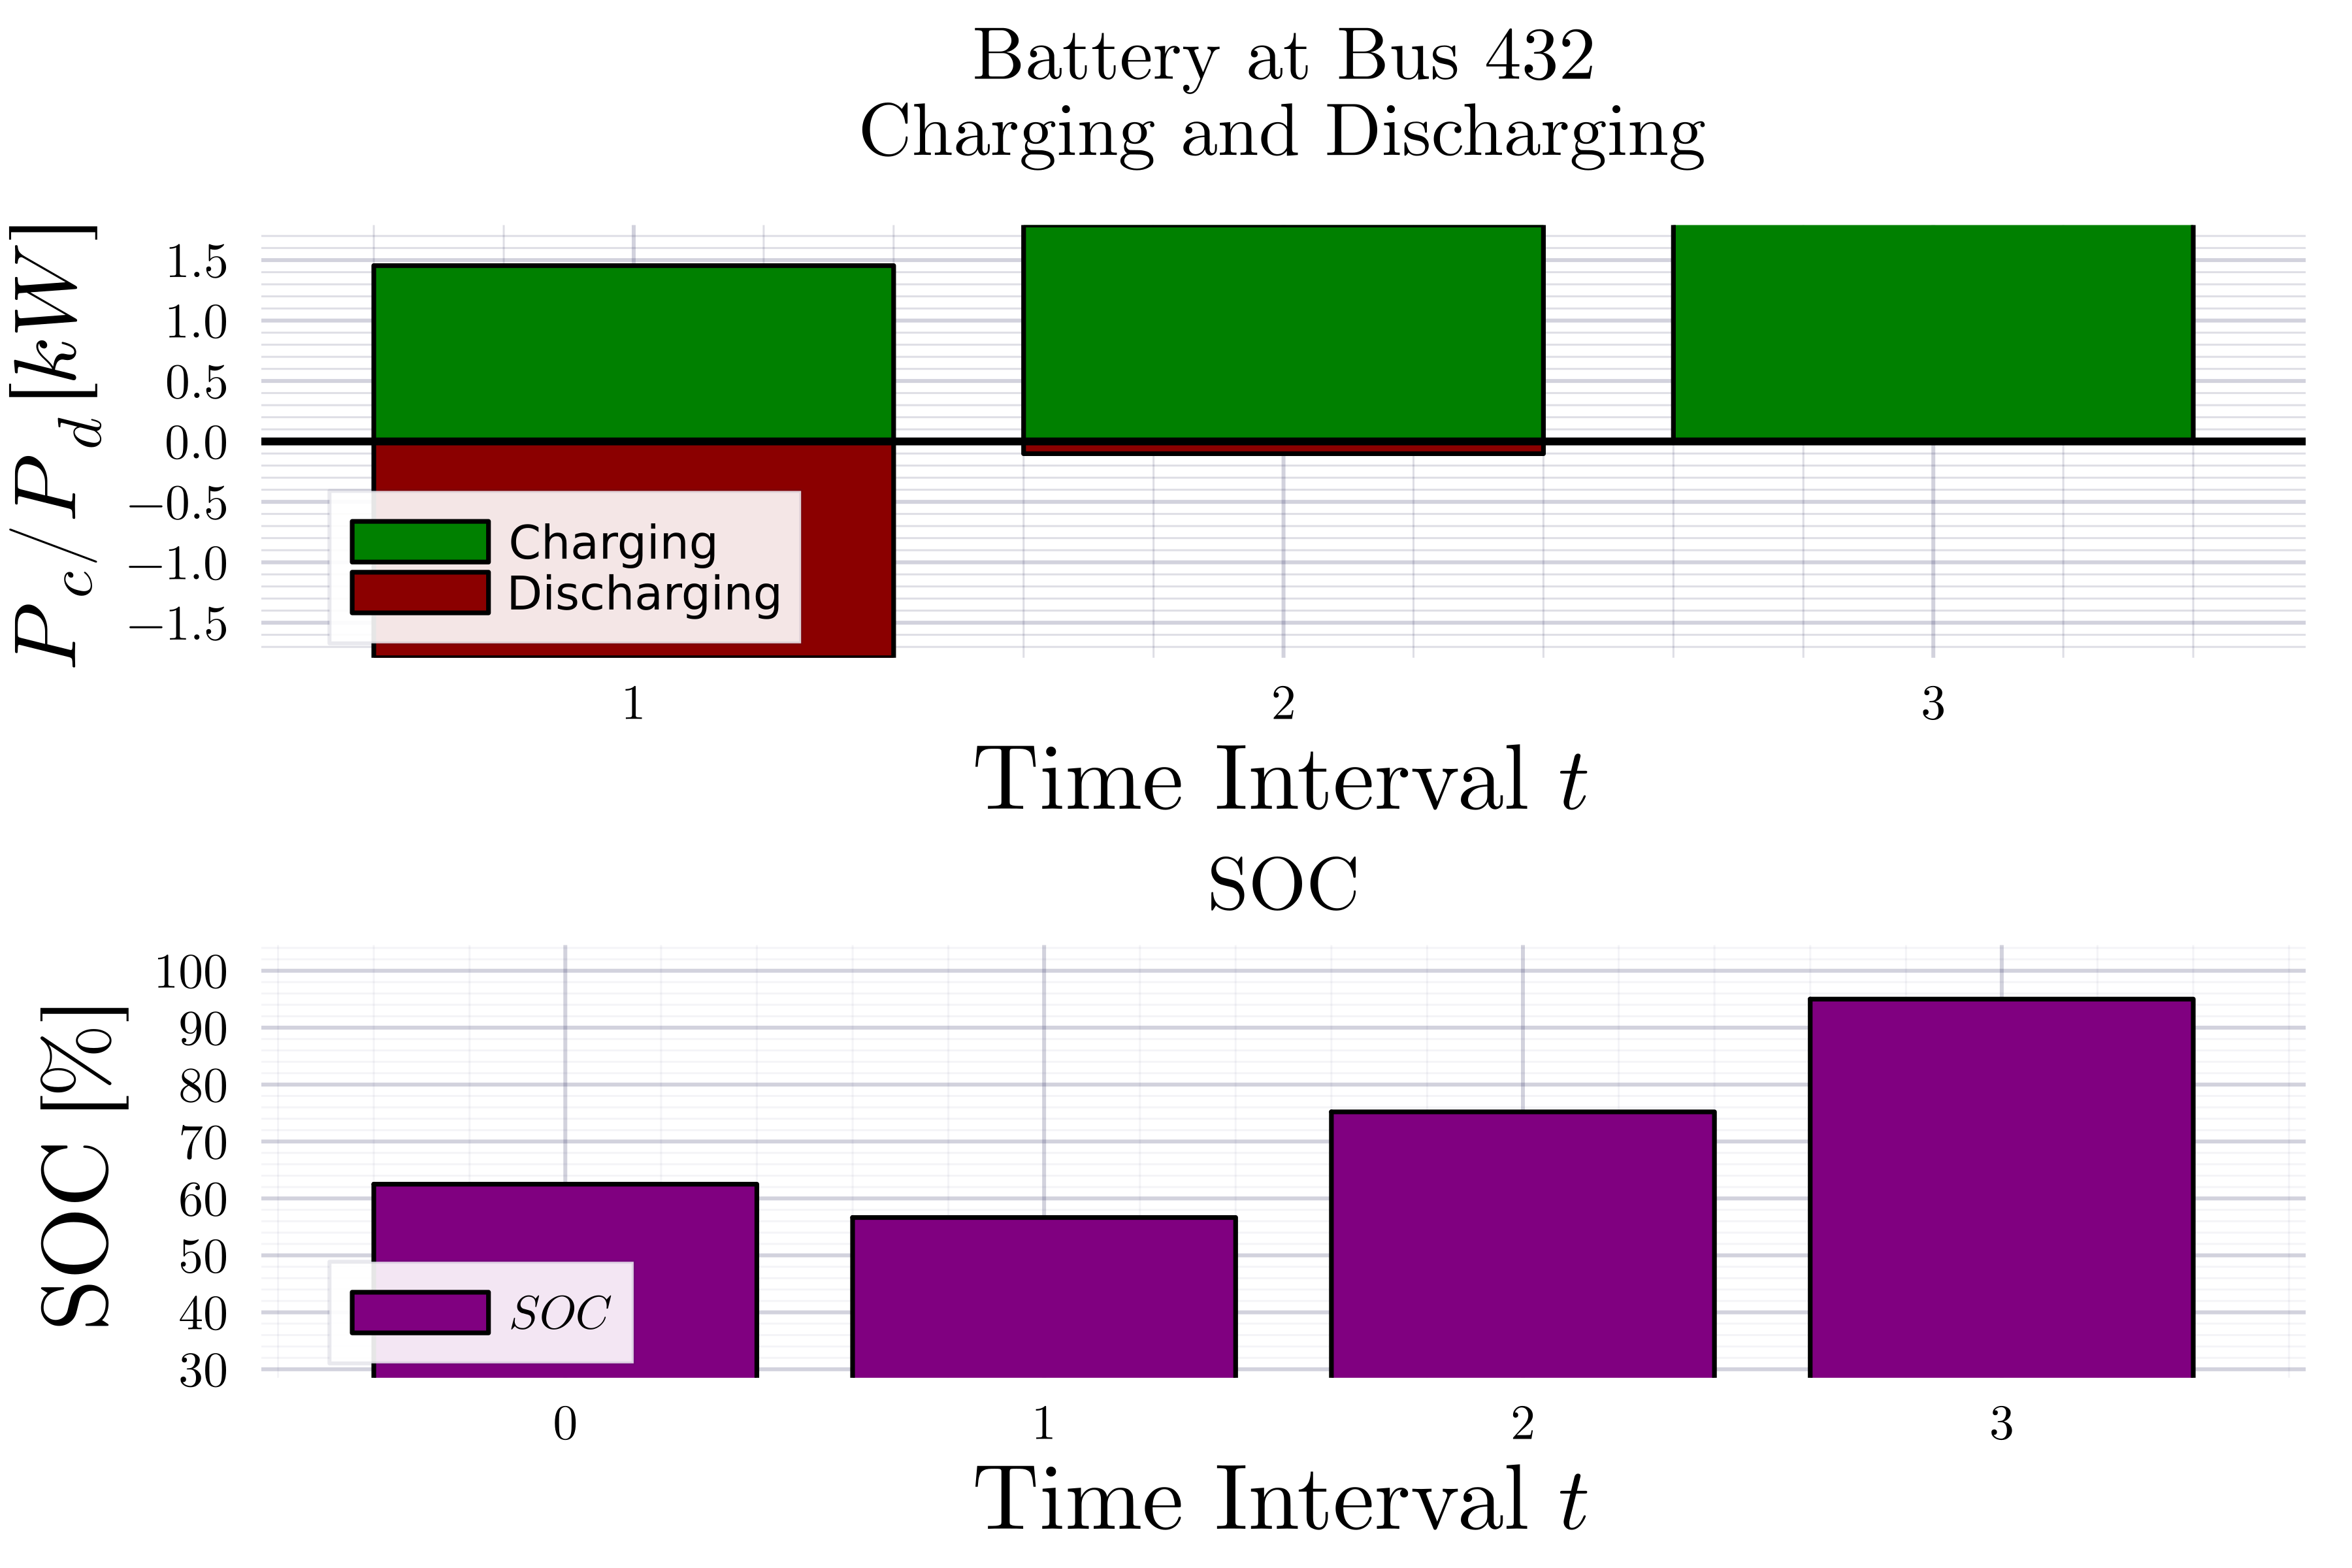 Battery at Bus 432
Charging and Discharging
P_c / P_d [kW]
1.5
1.0
0.5
0.0
−0.5
−1.0
−1.5
Charging
Discharging
1 2 3
Time Interval t
SOC
SOC [%]
100
90
80
70
60
50
40
30
SOC
0 1 2 3
Time Interval t